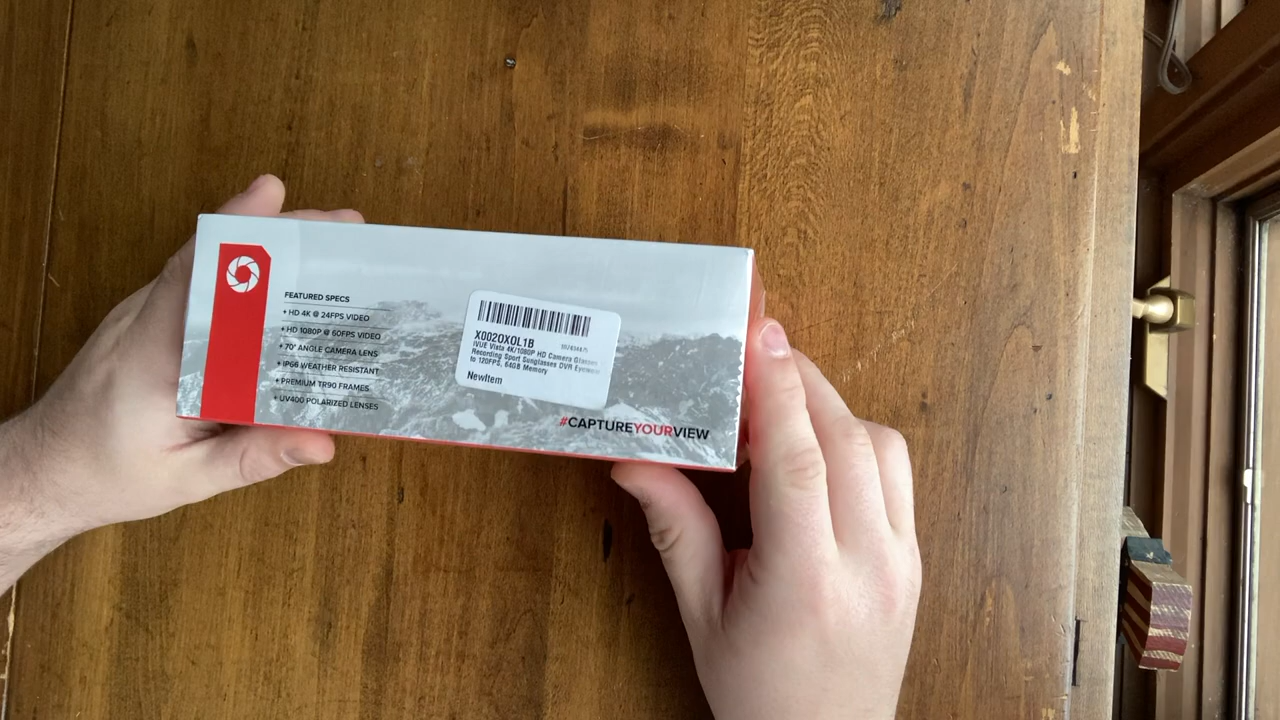 FEATURED SPECS
+ HD 4K @ 24FPS VIDEO
+ HD 1080P @ 60FPS VIDEO
+ 70° ANGLE CAMERA LENS
+ IP66 WEATHER RESISTANT
+ PREMIUM TR90 FRAMES
+ UV400 POLARIZED LENSES
X0020XOL1B
iVUE Vista 4K/1080P HD Camera Glasses
Recording Sport Sunglasses DVR Eyewear
to 120FPS, 64GB Memory
NewItem
#CAPTUREYOURVIEW